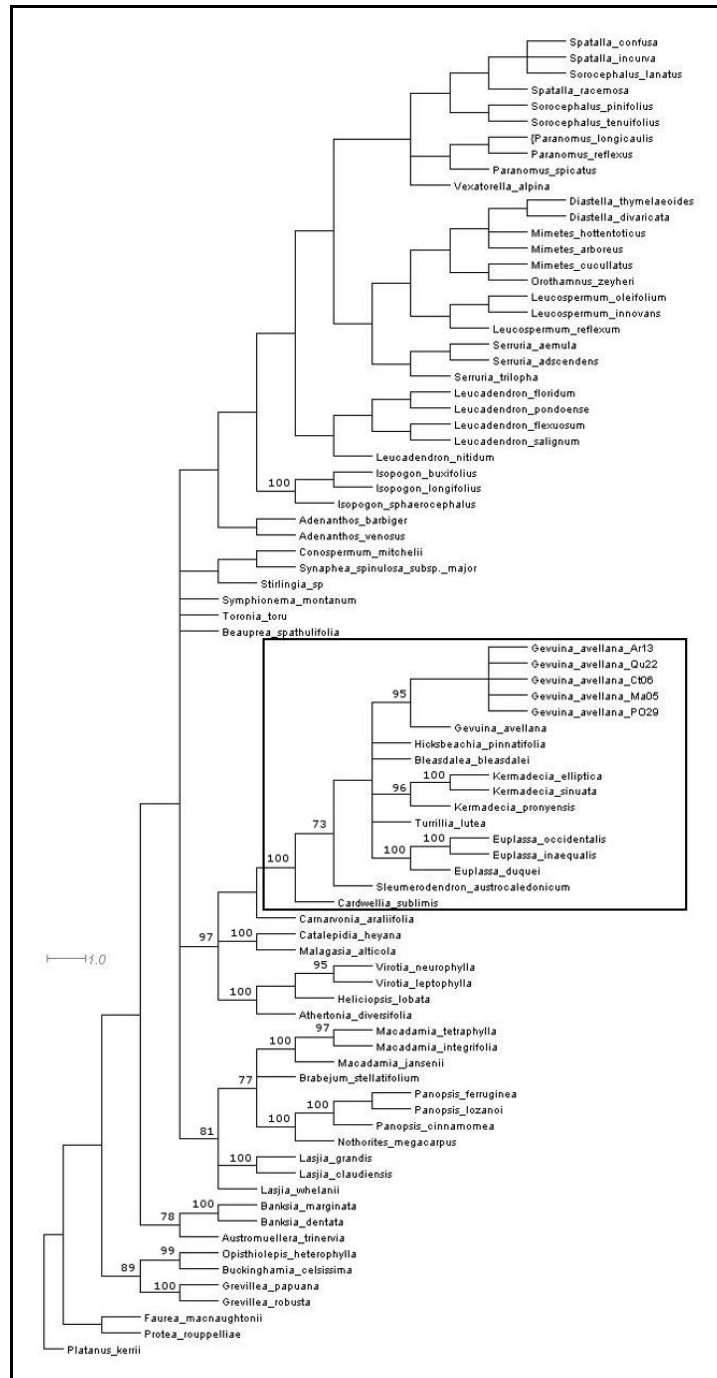 Spatalla_confusa
Spatalla_incurva
Sorocephalus_lanatus
Spatalla_racemosa
Sorocephalus_pinifolius
Sorocephalus_tenuifolius
{Paranomus_longicaulis
Paranomus_reflexus
Paranomus_spicatus
Vexatorella_alpina
Diastella_thymelaeoides
Diastella_divaricata
Mimetes_hottentoticus
Mimetes_arboreus
Mimetes_cucullatus
Orothamnus_zeyheri
Leucospermum_oleifolium
Leucospermum_innovans
Leucospermum_reflexum
Serruria_aemula
Serruria_adscendens
Serruria_trilopha
Leucadendron_floridum
Leucadendron_pondoense
Leucadendron_flexuosum
Leucadendron_salignum
Leucadendron_nitidum
Isopogon_buxifolius
100
Isopogon_longifolius
Isopogon_sphaerocephalus
Adenanthos_barbiger
Adenanthos_venosus
Conospermum_mitchelii
Synaphea_spinulosa_subsp._major
Stirlingia_sp
Symphionema_montanum
Toronia_toru
Beauprea_spathulifolia
Gevuina_avellana_Ar13
Gevuina_avellana_Qu22
Gevuina_avellana_Ct06
95
Gevuina_avellana_Ma05
Gevuina_avellana_PO29
Gevuina_avellana
Hicksbeachia_pinnatifolia
Bleasdalea_bleasdalei
100
Kermadecia_elliptica
96
Kermadecia_sinuata
Kermadecia_pronyensis
73
Turrillia_lutea
100
Euplassa_occidentalis
100
Euplassa_inaequalis
100
Euplassa_duquei
Sleumerodendron_austrocaledonicum
Cardwellia_sublimis
Carnarvonia_araliifolia
97
100
Catalepidia_heyana
Malagasia_alticola
1.0
95
Virotia_neurophylla
Virotia_leptophylla
100
Heliciopsis_lobata
Athertonia_diversifolia
97
Macadamia_tetraphylla
100
Macadamia_integrifolia
Macadamia_jansenii
77
Brabejum_stellatifolium
Panopsis_ferruginea
100
Panopsis_lozanoi
100
Panopsis_cinnamomea
Nothorites_megacarpus
81
100
Lasjia_grandis
Lasjia_claudiensis
Lasjia_whelanii
100
Banksia_marginata
78
Banksia_dentata
Austromuellera_trinervia
99
Opisthiolepis_heterophylla
89
Buckinghamia_celsissima
100
Grevillea_papuana
Grevillea_robusta
Faurea_macnaughtonii
Protea_rouppelliae
Platanus_kerrii